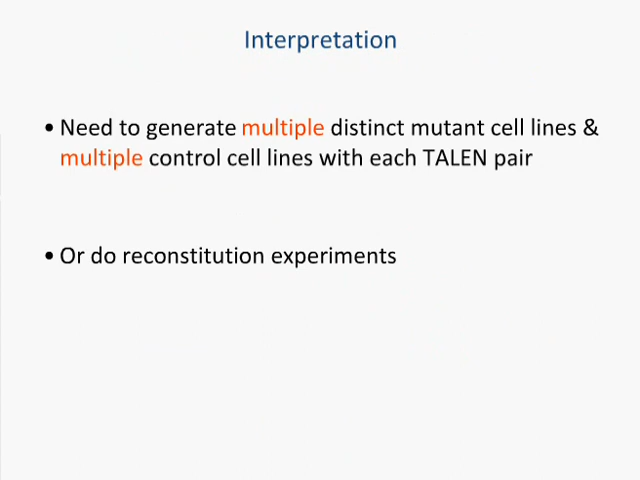 Interpretation
• Need to generate multiple distinct mutant cell lines &
multiple control cell lines with each TALEN pair
• Or do reconstitution experiments